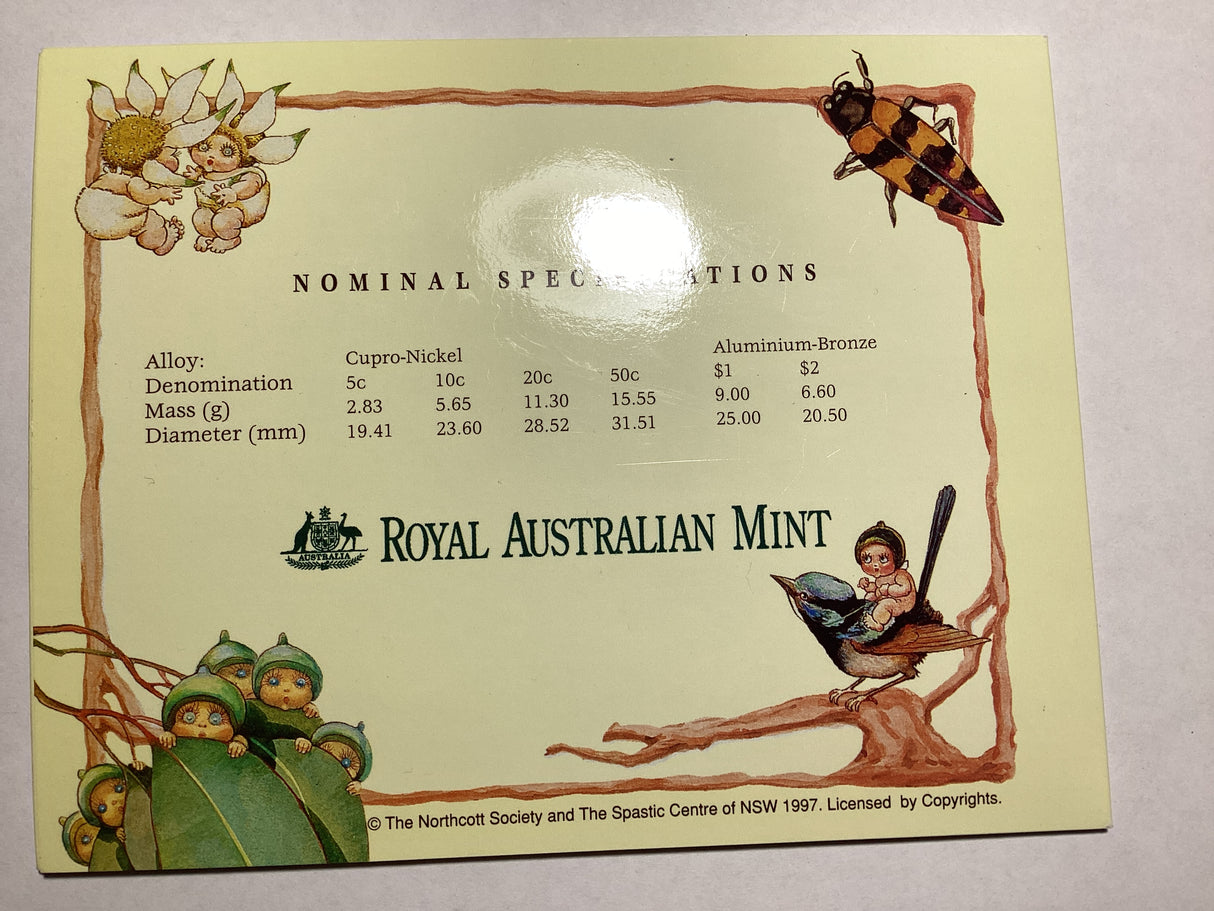 NOMINAL SPECIFICATIONS
Alloy: Cupro-Nickel Aluminium-Bronze
Denomination 5c 10c 20c 50c $1 $2
Mass (g) 2.83 5.65 11.30 15.55 9.00 6.60
Diameter (mm) 19.41 23.60 28.52 31.51 25.00 20.50
AUSTRALIA ROYAL AUSTRALIAN MINT
© The Northcott Society and The Spastic Centre of NSW 1997. Licensed by Copyrights.